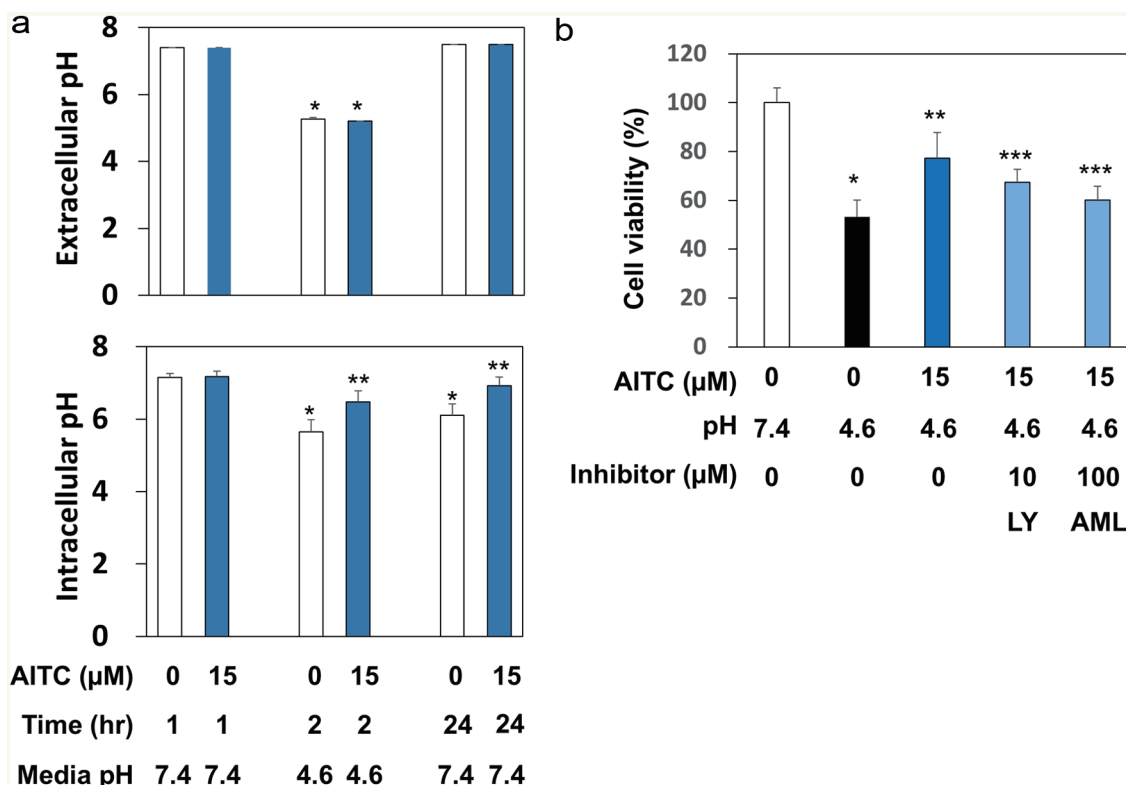 a
Extracellular pH
8
6
4
2
0
* *
Intracellular pH
8
6
4
2
0
* ** * **
AITC (µM) 0 15 0 15 0 15
Time (hr) 1 1 2 2 24 24
Media pH 7.4 7.4 4.6 4.6 7.4 7.4
b
Cell viability (%)
120
100
80
60
40
20
0
* ** *** ***
AITC (µM) 0 0 15 15 15
pH 7.4 4.6 4.6 4.6 4.6
Inhibitor (µM) 0 0 0 10 100
LY AML